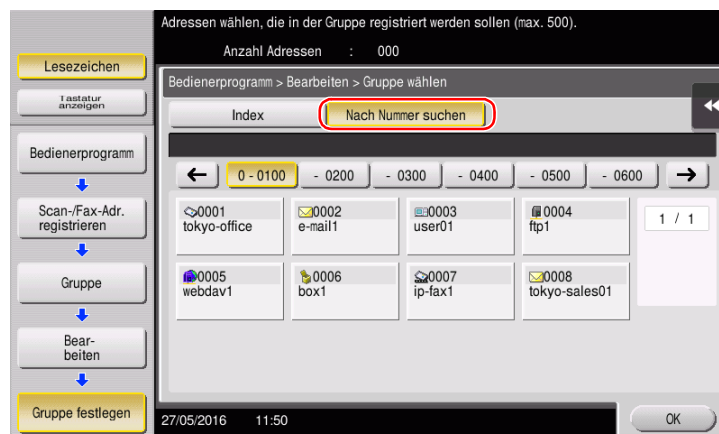 Adressen wählen, die in der Gruppe registriert werden sollen (max. 500).
Anzahl Adressen : 000
Lesezeichen
Tastatur
anzeigen
Bedienerprogramm
Scan-/Fax-Adr.
registrieren
Gruppe
Bear-
beiten
Gruppe festlegen
Bedienerprogramm > Bearbeiten > Gruppe wählen
Index
Nach Nummer suchen
0 - 0100
- 0200
- 0300
- 0400
- 0500
- 0600
0001
tokyo-office
0002
e-mail1
0003
user01
0004
ftp1
1 / 1
0005
webdav1
0006
box1
0007
ip-fax1
0008
tokyo-sales01
27/05/2016 11:50
OK